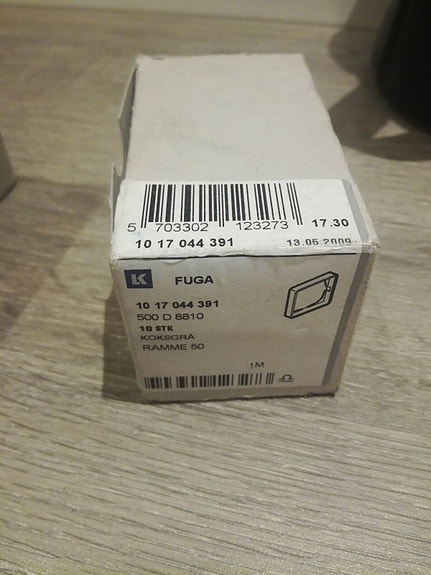 5 703302 123273 17.30
10 17 044 391 13.05.2009
LK FUGA
10 17 044 391
500 D 8810
10 STK
KOKSGRA
RAMME 50
1M